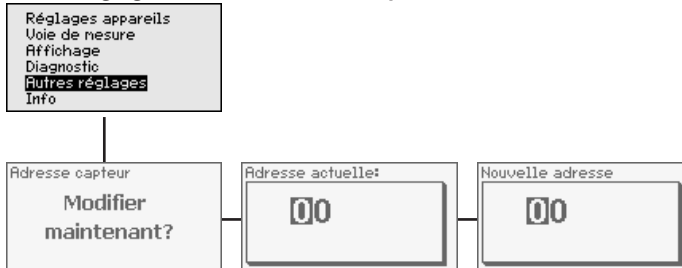 Réglages appareils
Voie de mesure
Affichage
Diagnostic
Autres réglages
Info
Adresse capteur
Modifier
maintenant?
Adresse actuelle:
00
Nouvelle adresse
00